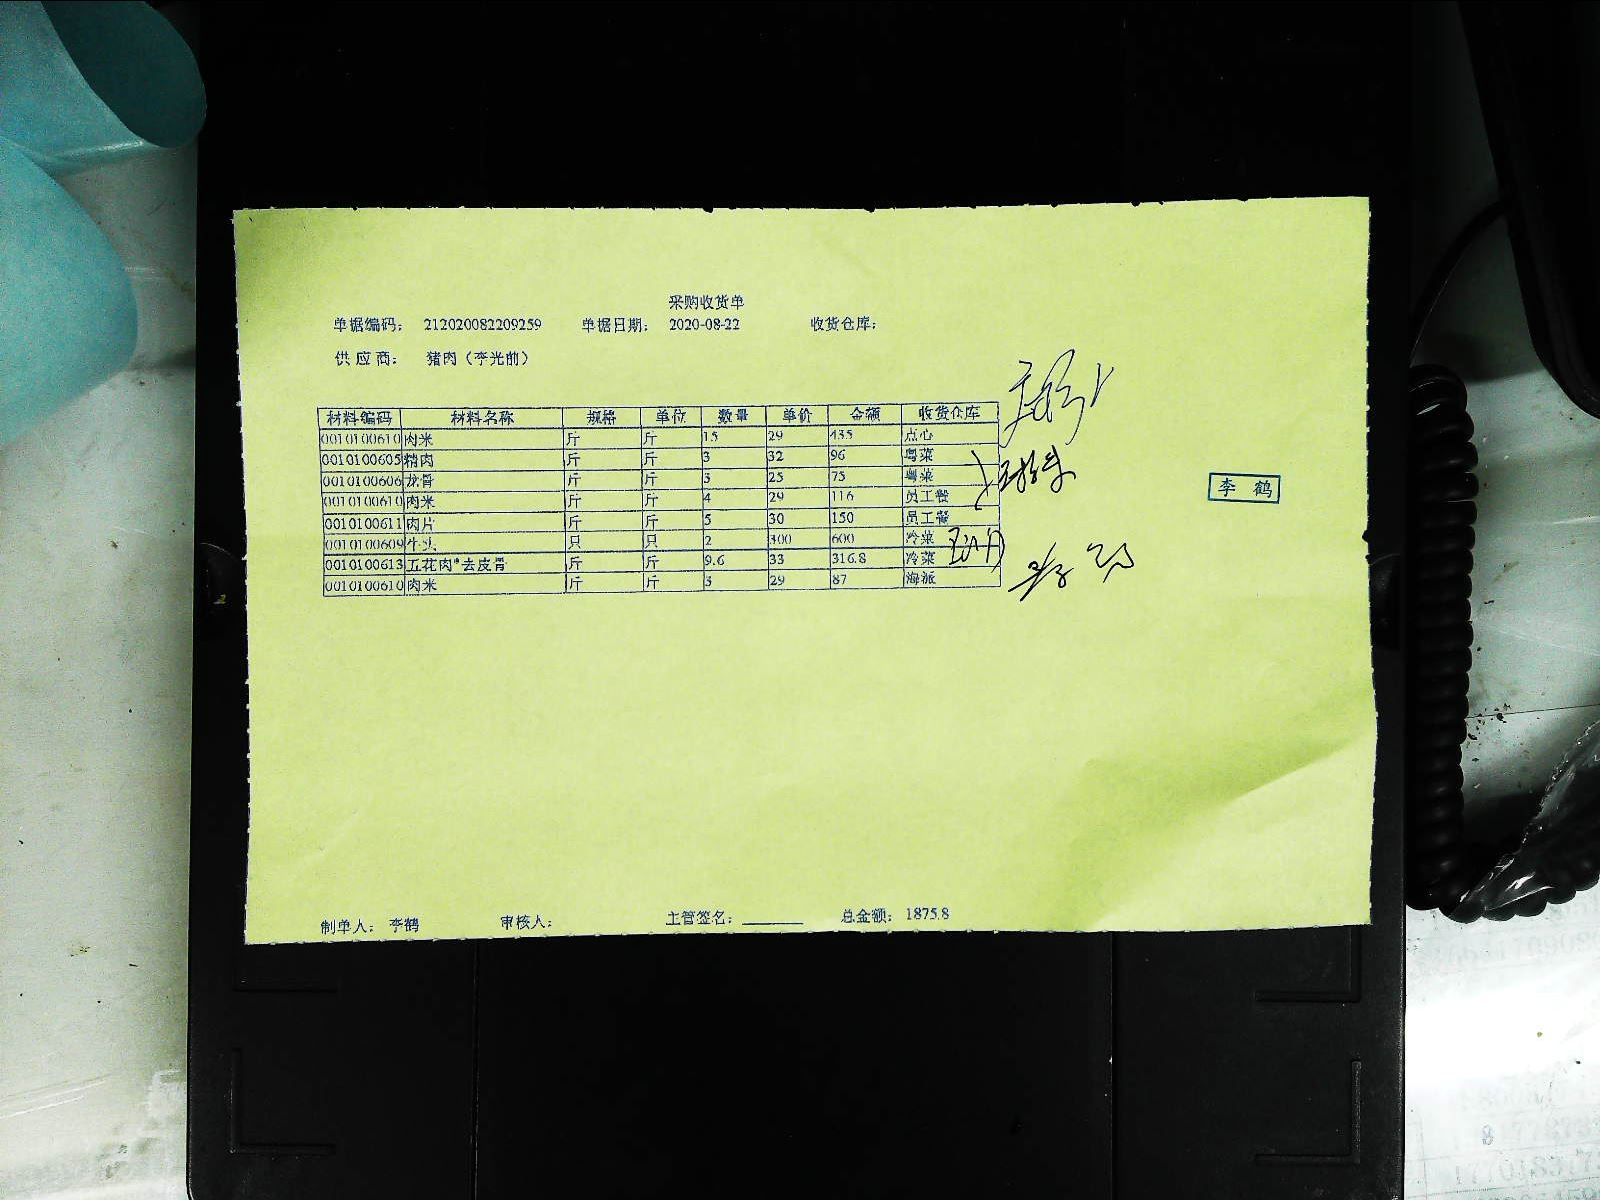 采购收货单
单据编码： 212020082209259 单据日期： 2020-08-22 收货仓库：
供应商： 猪肉（李光前）
材料编码 材料名称 规格 单位 数量 单价 金额 收货仓库
0010100610 肉米 斤 斤 15 29 435 点心
0010100605 精肉 斤 斤 3 32 96 粤菜
0010100606 龙骨 斤 斤 3 25 75 粤菜
0010100610 肉米 斤 斤 4 29 116 员工餐
0010100611 肉片 斤 斤 5 30 150 员工餐
0010100609 只 只 2 300 600 冷菜
0010100613 五花肉*去皮骨 斤 斤 9.6 33 316.8 冷菜
0010100610 肉米 斤 斤 3 29 87 海派
李鹤
制单人： 李鹤 审核人： 主管签名： 总金额： 1875.8